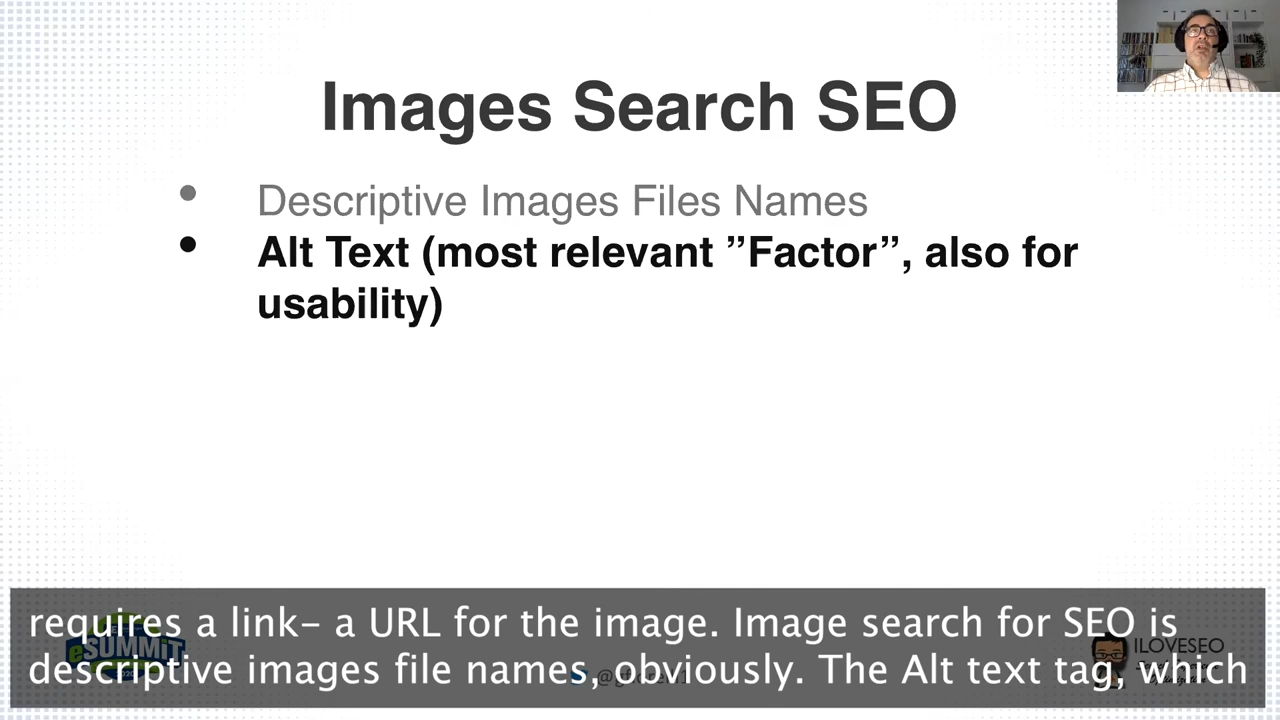 Images Search SEO
• Descriptive Images Files Names
• Alt Text (most relevant ”Factor”, also for
usability)
requires a link- a URL for the image. Image search for SEO is
descriptive images file names, obviously. The Alt text tag, which
eSUMMiT
ILOVESEO